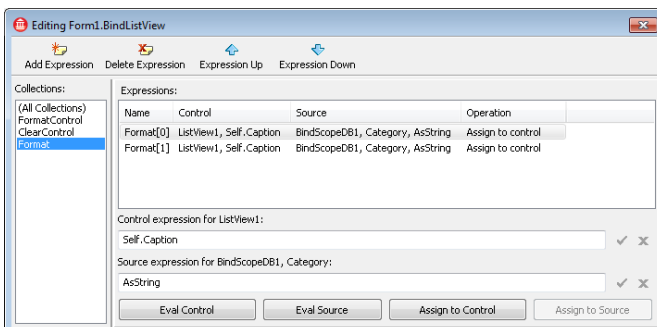 Editing Form1.BindListView
Add Expression Delete Expression Expression Up Expression Down
Collections:
(All Collections)
FormatControl
ClearControl
Format
Expressions:
Name Control Source Operation
Format[0] ListView1, Self.Caption BindScopeDB1, Category, AsString Assign to control
Format[1] ListView1, Self.Caption BindScopeDB1, Category, AsString Assign to control
Control expression for ListView1:
Self.Caption
Source expression for BindScopeDB1, Category:
AsString
Eval Control Eval Source Assign to Control Assign to Source